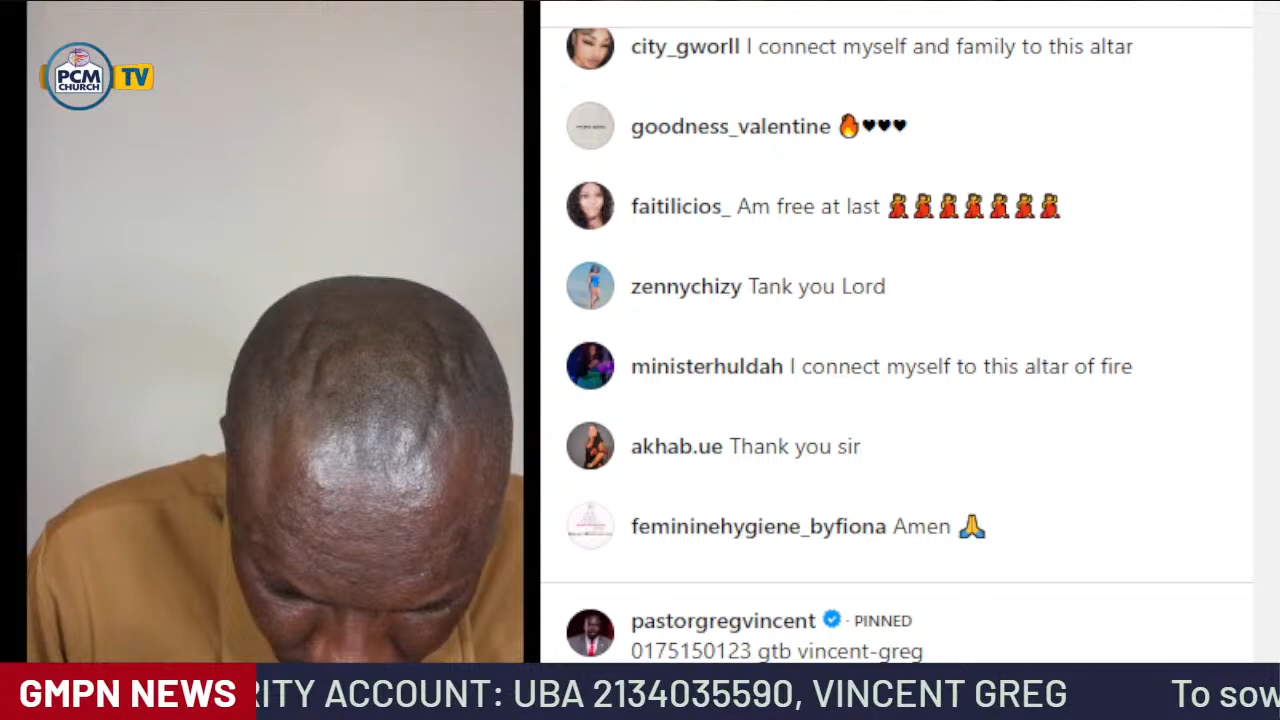 PCM
CHURCH
TV
city_gworll I connect myself and family to this altar
goodness_valentine 🔥♥♥♥
faitilicios_ Am free at last 💃💃💃💃💃💃💃
zennychizy Tank you Lord
ministerhuldah I connect myself to this altar of fire
akhab.ue Thank you sir
femininehygiene_byfiona Amen 🙏
pastorgregvincent · PINNED
0175150123 gtb vincent-greg
GMPN NEWS
RITY ACCOUNT: UBA 2134035590, VINCENT GREG To sow